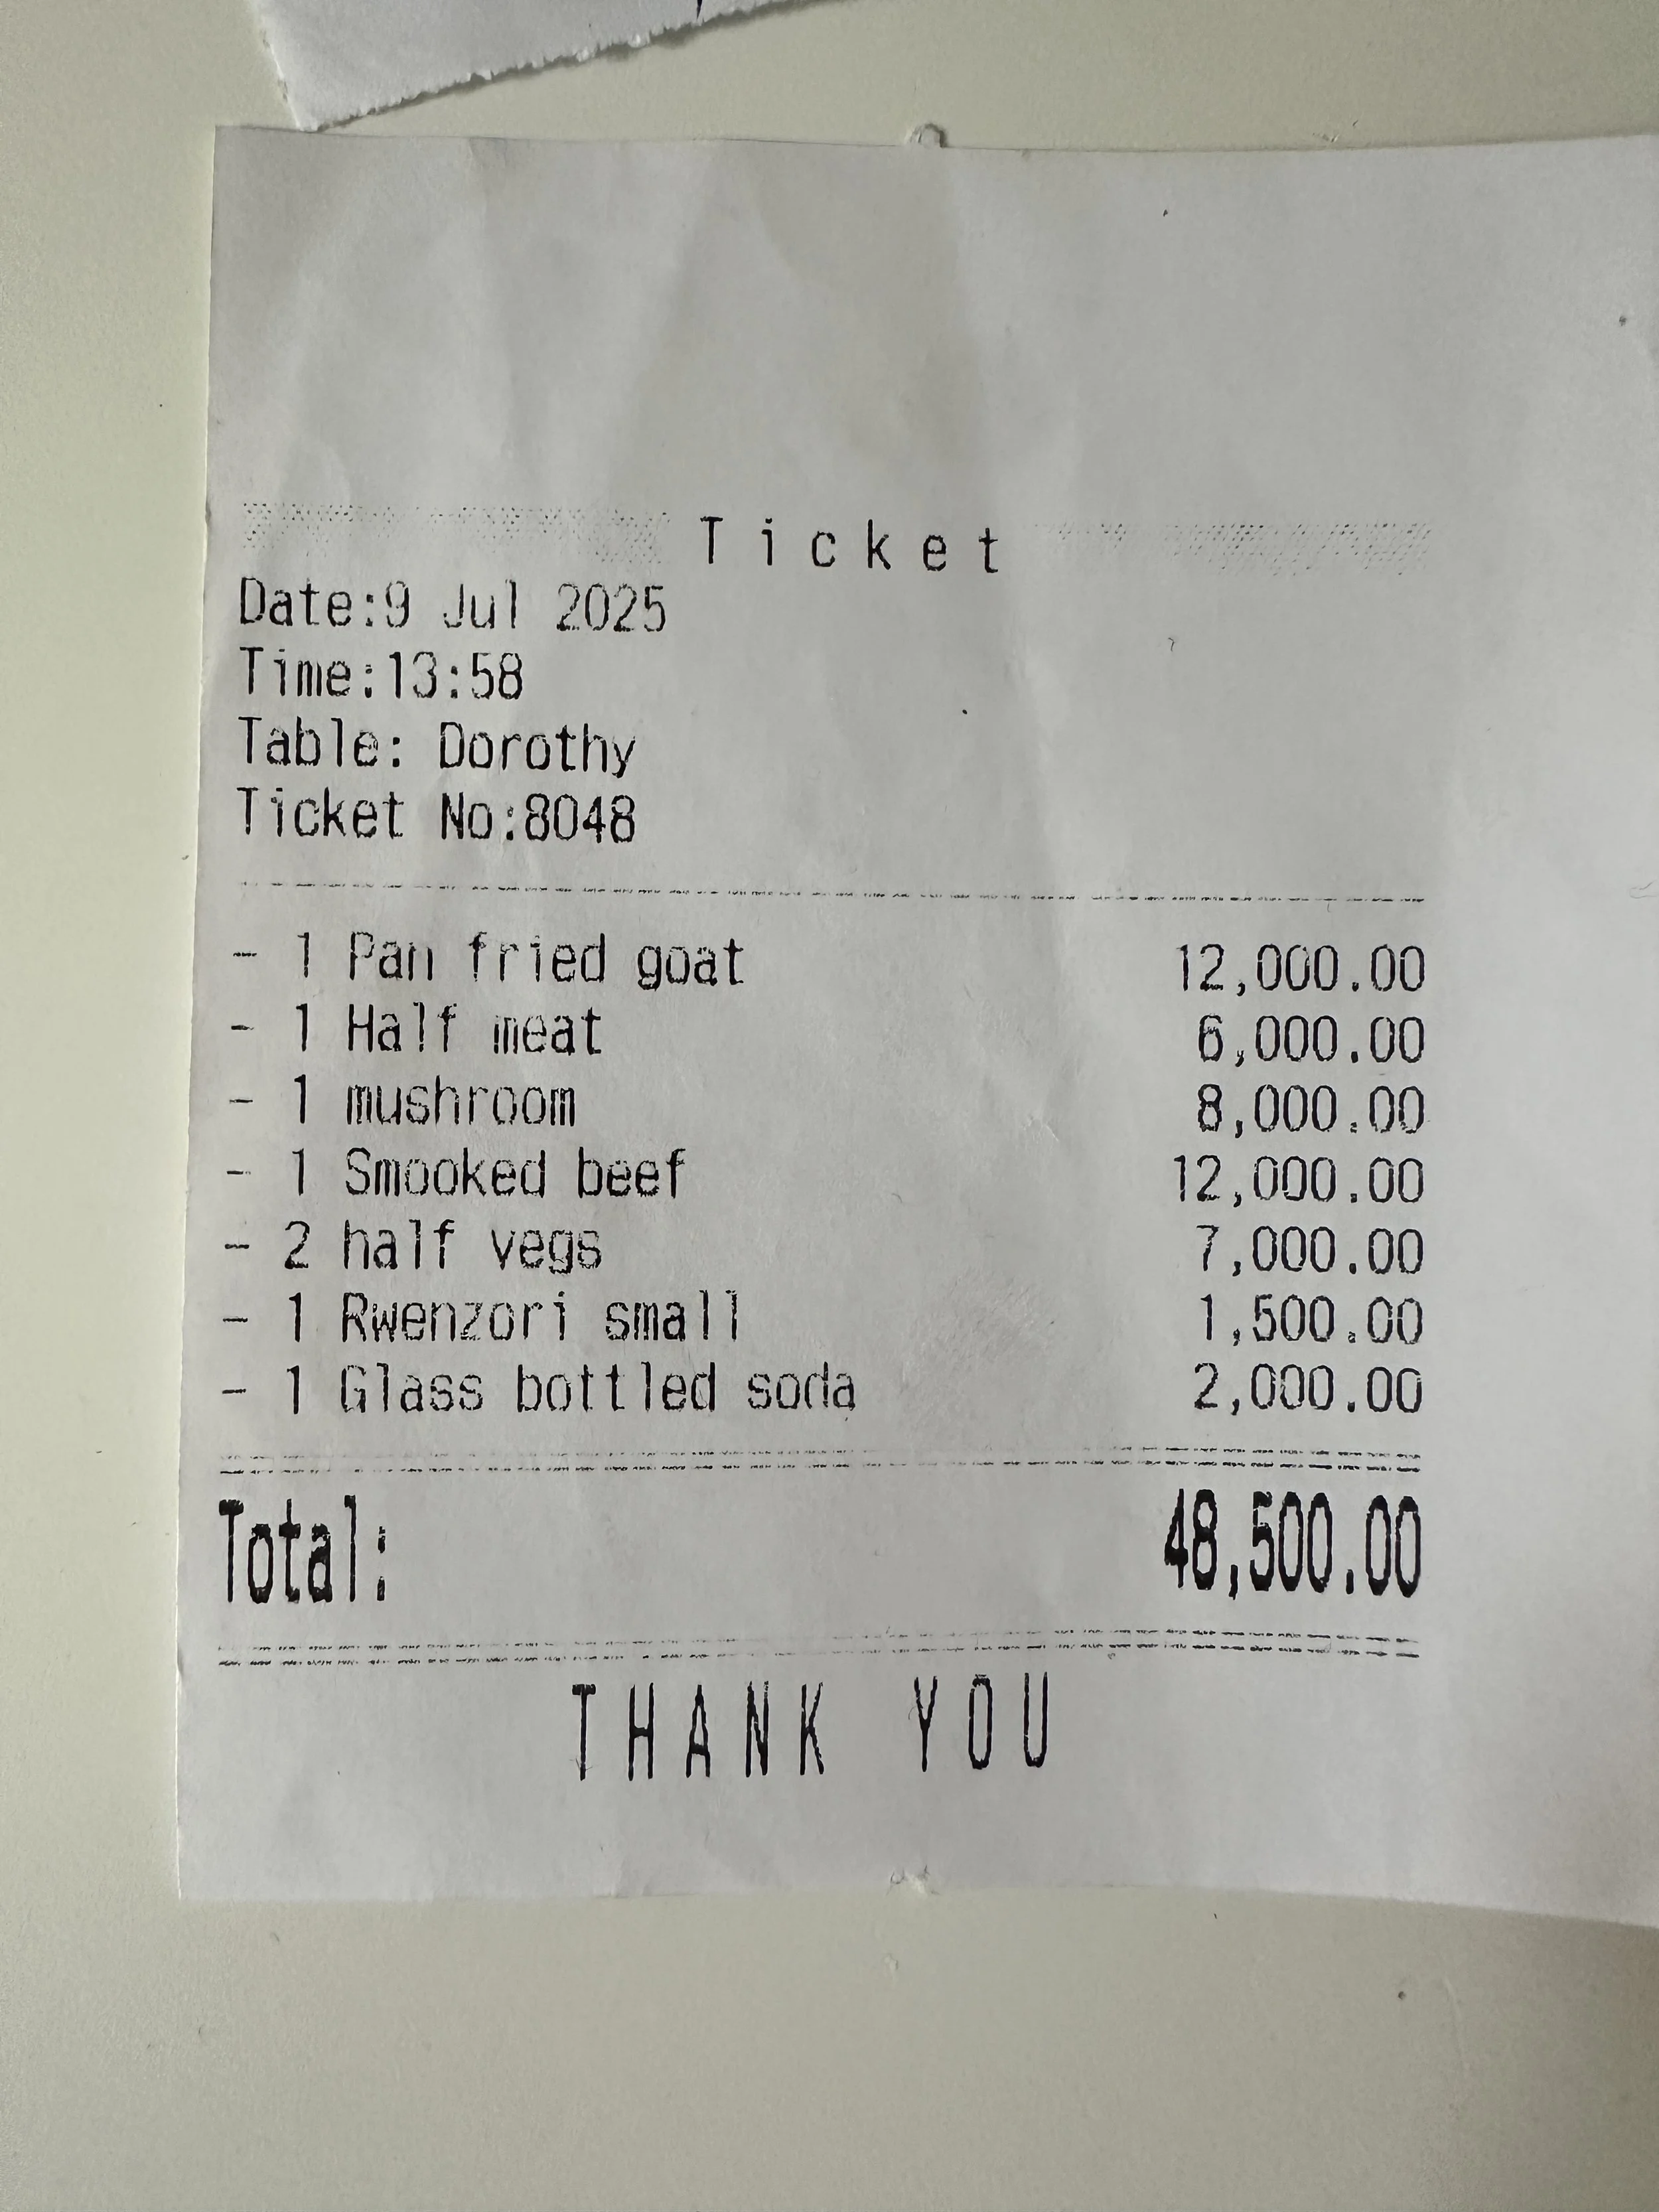 Ticket
Date:9 Jul 2025
Time:13:58
Table: Dorothy
Ticket No:8048
- 1 Pan fried goat 12,000.00
- 1 Half meat 6,000.00
- 1 mushroom 8,000.00
- 1 Smooked beef 12,000.00
- 2 half vegs 7,000.00
- 1 Rwenzori small 1,500.00
- 1 Glass bottled soda 2,000.00
Total: 48,500.00
THANK YOU